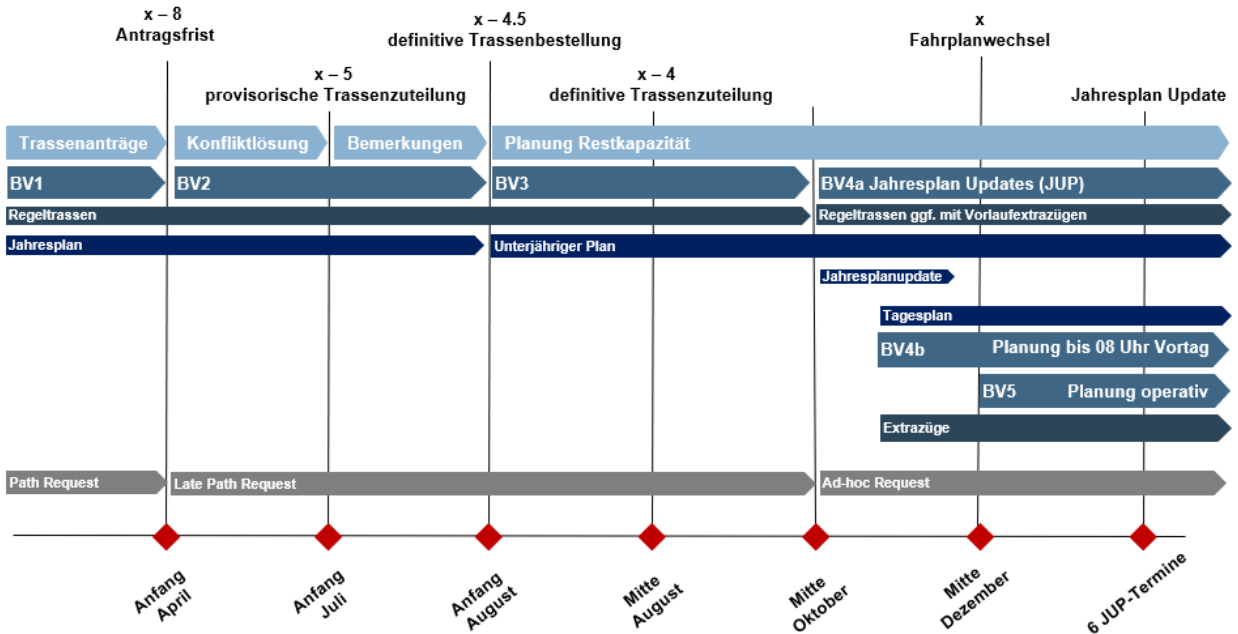 x – 8
Antragsfrist
x – 4.5
definitive Trassenbestellung
x
Fahrplanwechsel
x – 5
provisorische Trassenzuteilung
x – 4
definitive Trassenzuteilung
Jahresplan Update
Trassenanträge
Konfliktlösung
Bemerkungen
Planung Restkapazität
BV1
BV2
BV3
BV4a Jahresplan Updates (JUP)
Regeltrassen
Regeltrassen ggf. mit Vorlaufextrazügen
Jahresplan
Unterjähriger Plan
Jahresplanupdate
Tagesplan
BV4b
Planung bis 08 Uhr Vortag
BV5
Planung operativ
Extrazüge
Path Request
Late Path Request
Ad-hoc Request
Anfang
April
Anfang
Juli
Anfang
August
Mitte
August
Mitte
Oktober
Mitte
Dezember
6 JUP-Termine